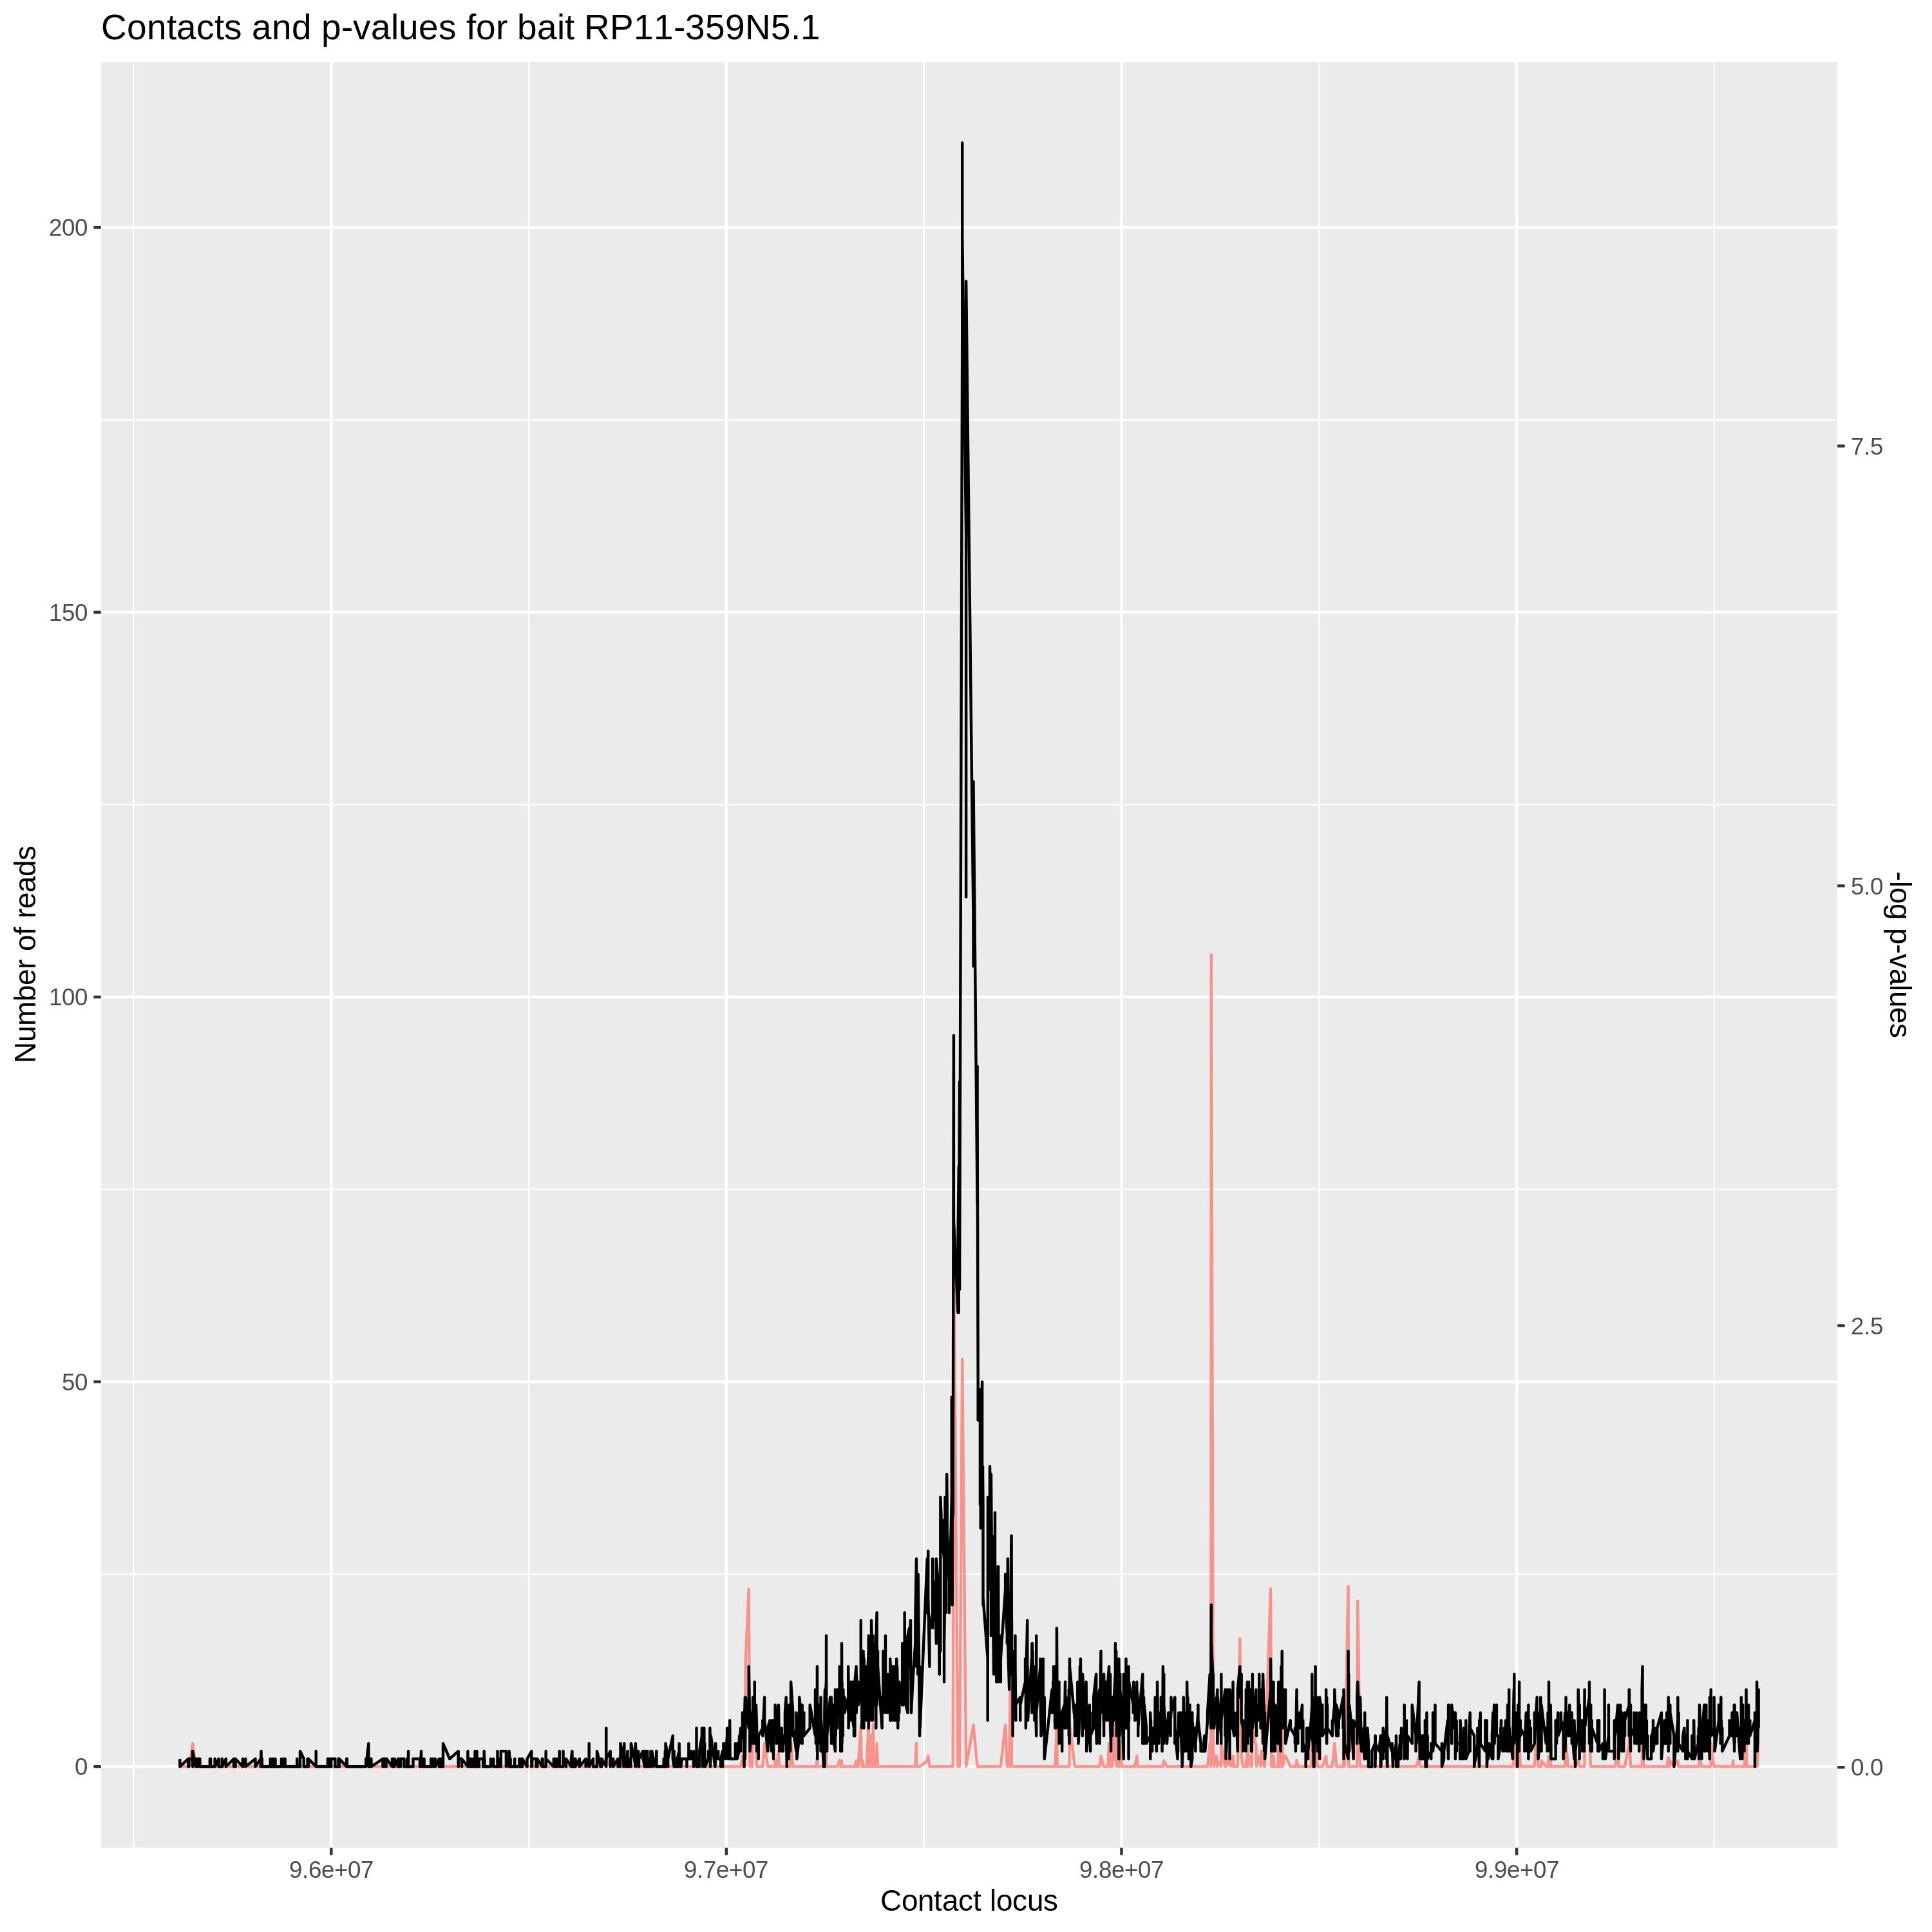 Contacts and p-values for bait RP11-359N5.1
200
150
100
50
0
Number of reads
7.5
5.0
2.5
0.0
-log p-values
9.6e+07
9.7e+07
9.8e+07
9.9e+07
Contact locus